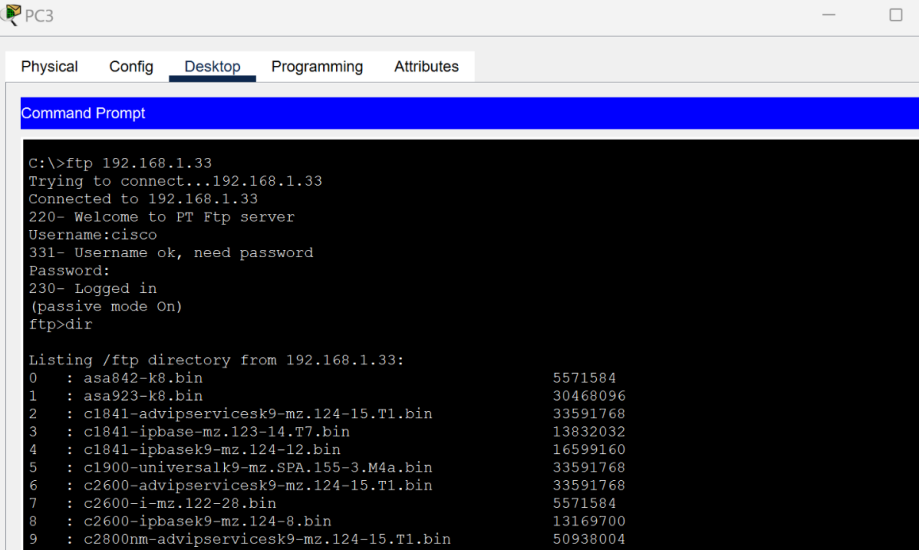 PC3
Physical Config Desktop Programming Attributes
Command Prompt
C:\>ftp 192.168.1.33
Trying to connect...192.168.1.33
Connected to 192.168.1.33
220- Welcome to PT Ftp server
Username:cisco
331- Username ok, need password
Password:
230- Logged in
(passive mode On)
ftp>dir
Listing /ftp directory from 192.168.1.33:
0 : asa842-k8.bin 5571584
1 : asa923-k8.bin 30468096
2 : c1841-advipservicesk9-mz.124-15.T1.bin 33591768
3 : c1841-ipbase-mz.123-14.T7.bin 13832032
4 : c1841-ipbasek9-mz.124-12.bin 16599160
5 : c1900-universalk9-mz.SPA.155-3.M4a.bin 33591768
6 : c2600-advipservicesk9-mz.124-15.T1.bin 33591768
7 : c2600-i-mz.122-28.bin 5571584
8 : c2600-ipbasek9-mz.124-8.bin 13169700
9 : c2800nm-advipservicesk9-mz.124-15.T1.bin 50938004